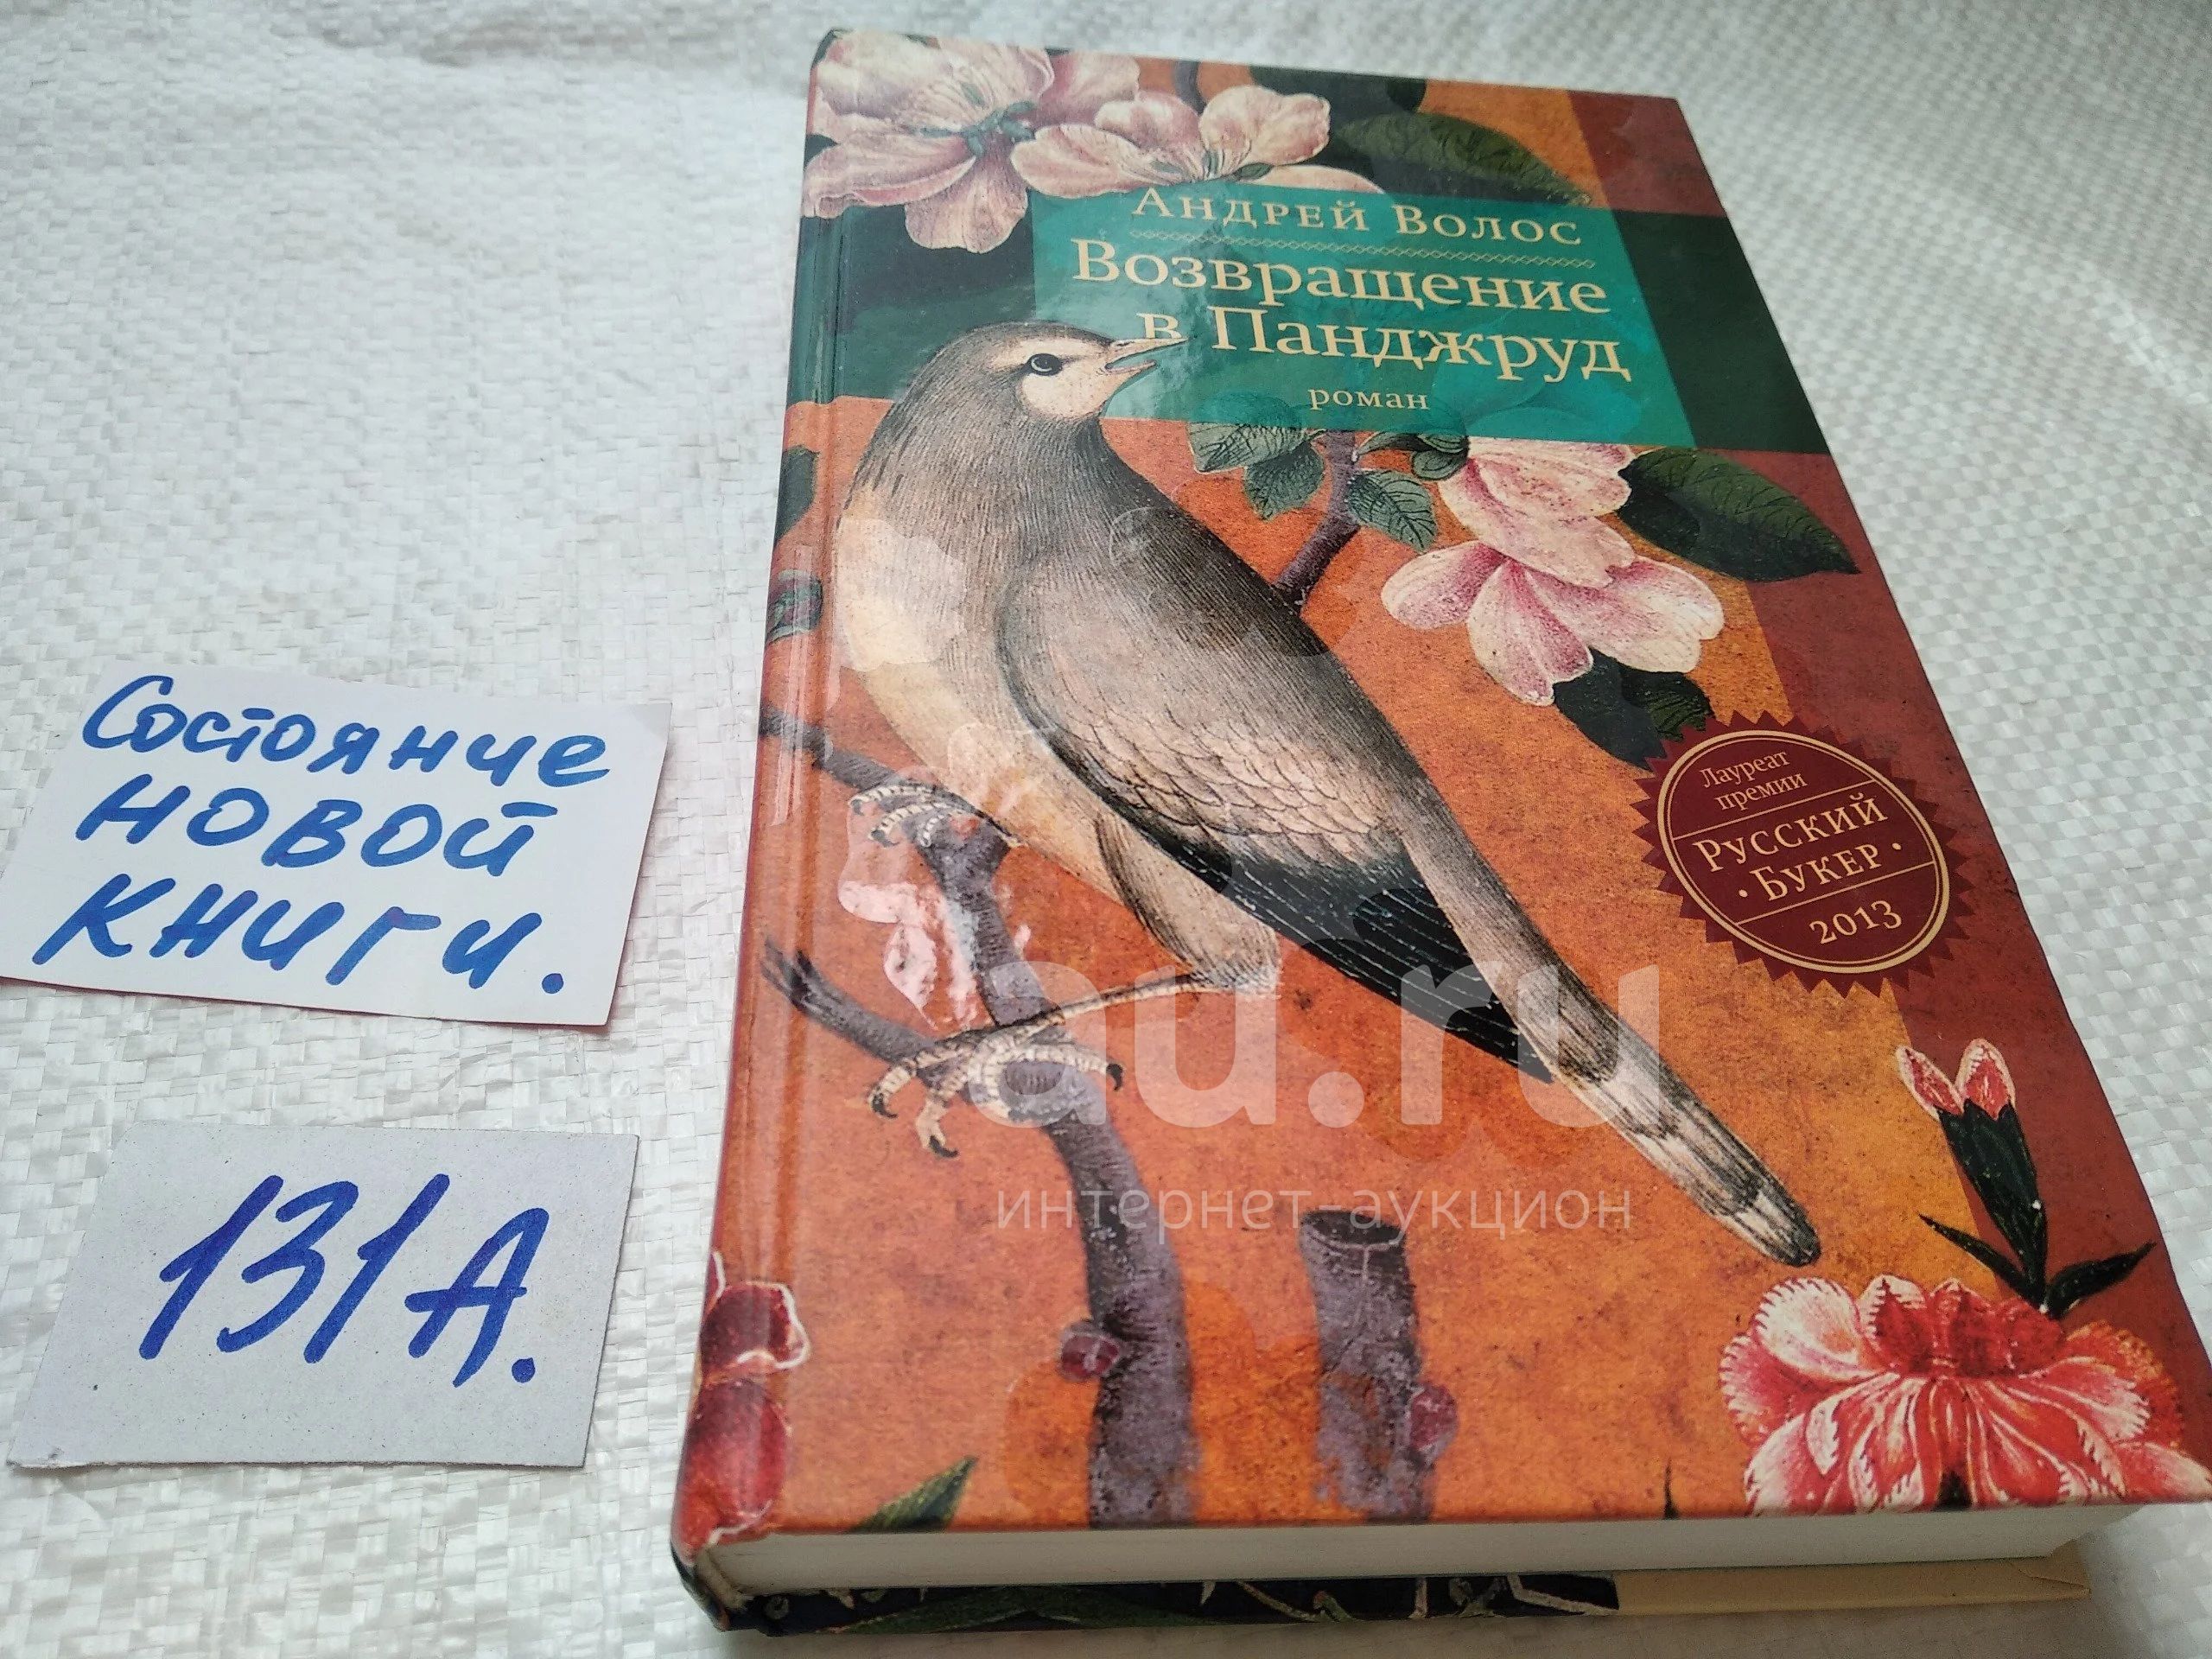 Андрей Волос
Возвращение
в Панджруд
роман
Лауреат
премии
Русский
• Букер •
2013
Состояние
новой
книги.
131А.
au.ru
интернет-аукцион